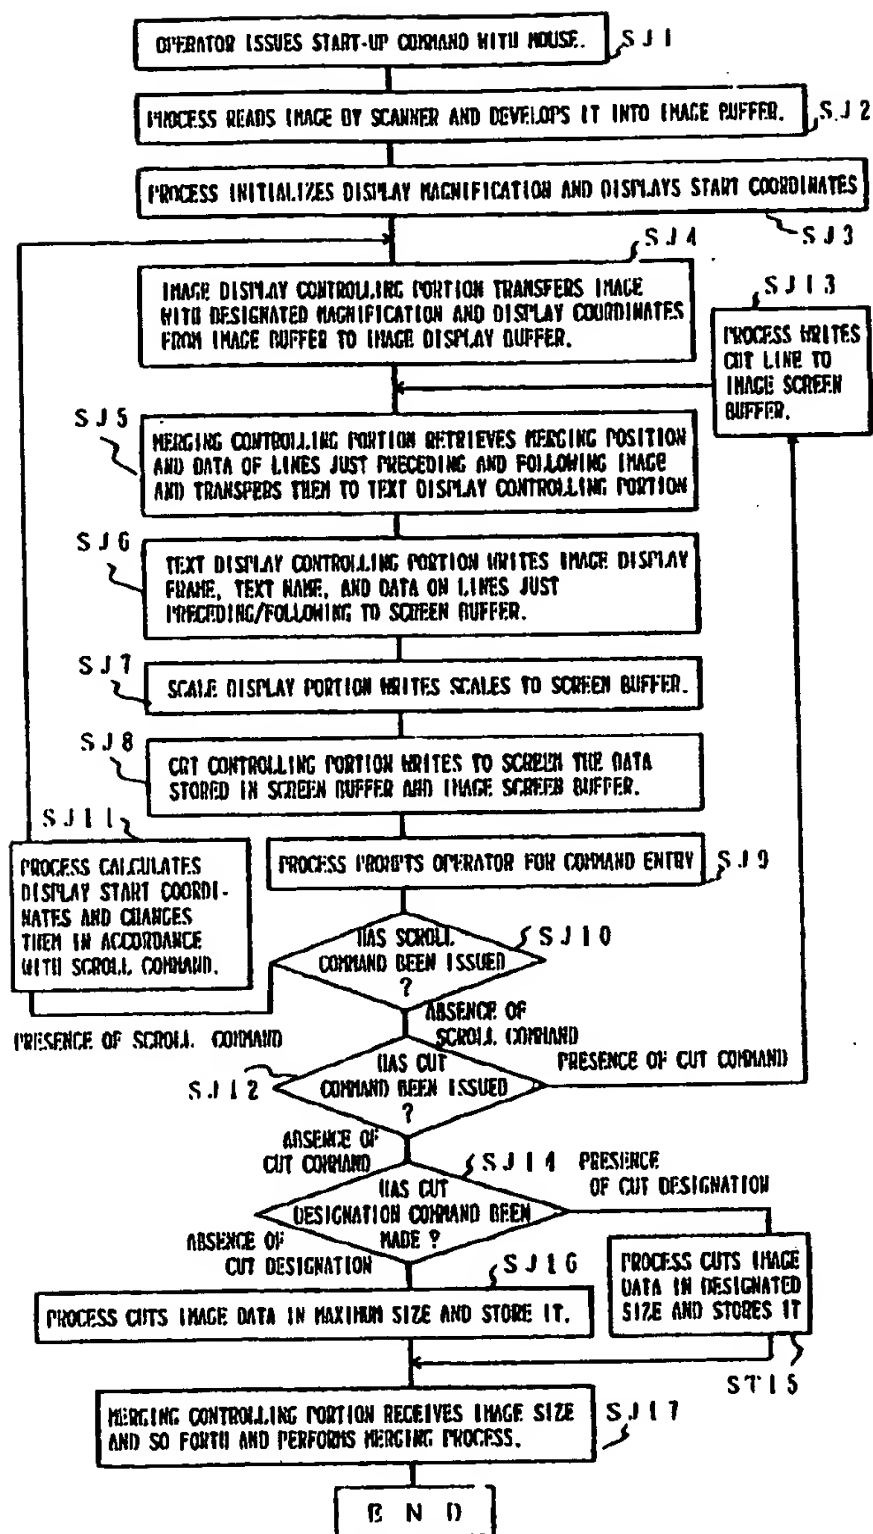 OPERATOR ISSUES START-UP COMMAND WITH MOUSE.
SJ1
PROCESS READS IMAGE BY SCANNER AND DEVELOPS IT INTO IMAGE BUFFER.
SJ2
PROCESS INITIALIZES DISPLAY MAGNIFICATION AND DISPLAYS START COORDINATES
SJ3
SJ4
IMAGE DISPLAY CONTROLLING PORTION TRANSFERS IMAGE
WITH DESIGNATED MAGNIFICATION AND DISPLAY COORDINATES
FROM IMAGE BUFFER TO IMAGE DISPLAY BUFFER.
SJ13
PROCESS WRITES
CUT LINE TO
IMAGE SCREEN
BUFFER.
SJ5
MERGING CONTROLLING PORTION RETRIEVES MERGING POSITION
AND DATA OF LINES JUST PRECEDING AND FOLLOWING IMAGE
AND TRANSFERS THEM TO TEXT DISPLAY CONTROLLING PORTION
SJ6
TEXT DISPLAY CONTROLLING PORTION WRITES IMAGE DISPLAY
FRAME, TEXT NAME, AND DATA ON LINES JUST
PRECEDING/FOLLOWING TO SCREEN BUFFER.
SJ7
SCALE DISPLAY PORTION WRITES SCALES TO SCREEN BUFFER.
SJ8
CRT CONTROLLING PORTION WRITES TO SCREEN THE DATA
STORED IN SCREEN BUFFER AND IMAGE SCREEN BUFFER.
SJ11
PROCESS CALCULATES
DISPLAY START COORDI-
NATES AND CHANGES
THEM IN ACCORDANCE
WITH SCROLL COMMAND.
PROCESS PROMPTS OPERATOR FOR COMMAND ENTRY
SJ9
HAS SCROLL
COMMAND BEEN ISSUED
?
SJ10
PRESENCE OF SCROLL COMMAND
ABSENCE OF
SCROLL COMMAND
SJ12
HAS CUT
COMMAND BEEN ISSUED
?
PRESENCE OF CUT COMMAND
ABSENCE OF
CUT COMMAND
SJ14
HAS CUT
DESIGNATION COMMAND BEEN
MADE ?
PRESENCE
OF CUT DESIGNATION
ABSENCE OF
CUT DESIGNATION
SJ16
PROCESS CUTS IMAGE DATA IN MAXIMUM SIZE AND STORE IT.
PROCESS CUTS IMAGE
DATA IN DESIGNATED
SIZE AND STORES IT
ST15
MERGING CONTROLLING PORTION RECEIVES IMAGE SIZE
AND SO FORTH AND PERFORMS MERGING PROCESS.
SJ17
END